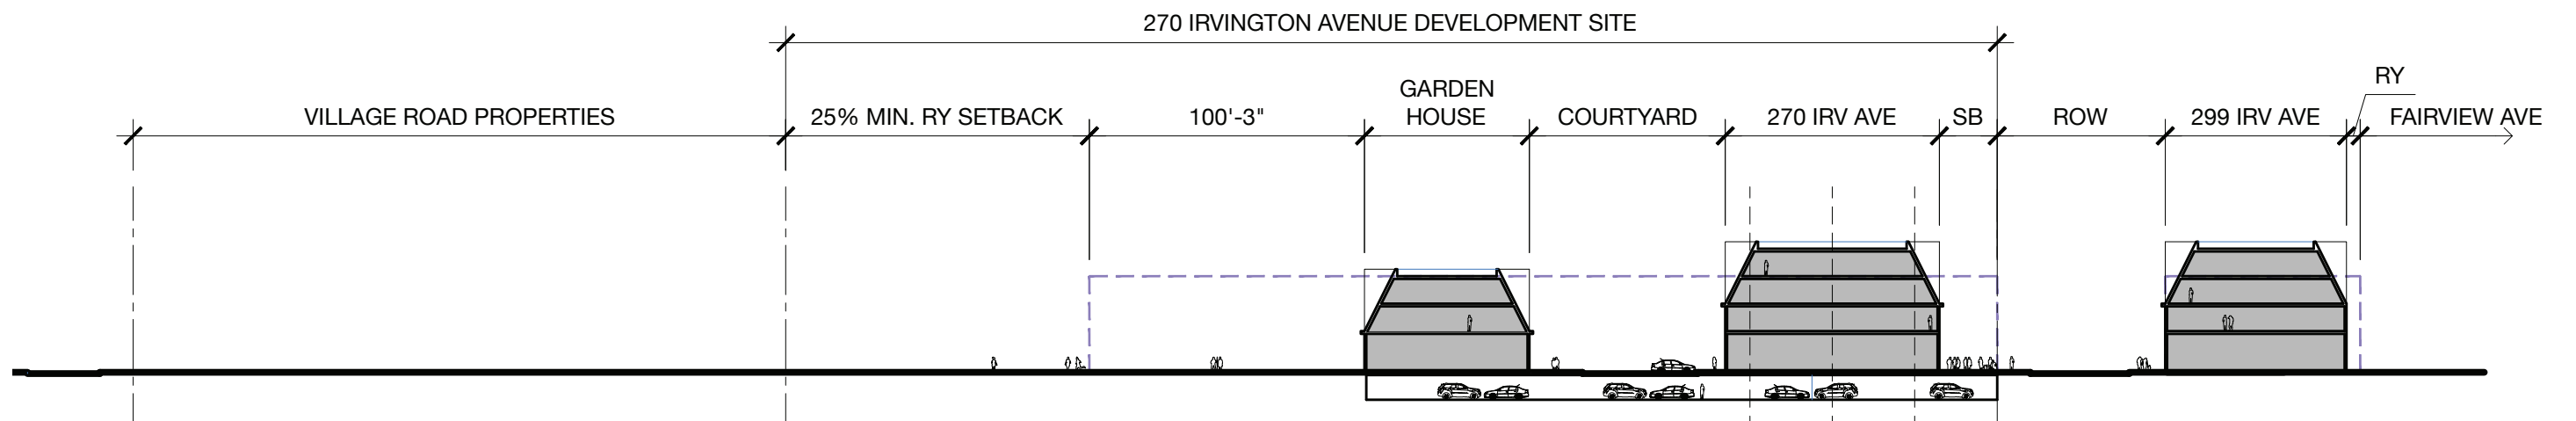 270 IRVINGTON AVENUE DEVELOPMENT SITE
RY
GARDEN
VILLAGE ROAD PROPERTIES 25% MIN. RY SETBACK 100'-3" HOUSE COURTYARD 270 IRV AVE SB ROW 299 IRV AVE FAIRVIEW AVE